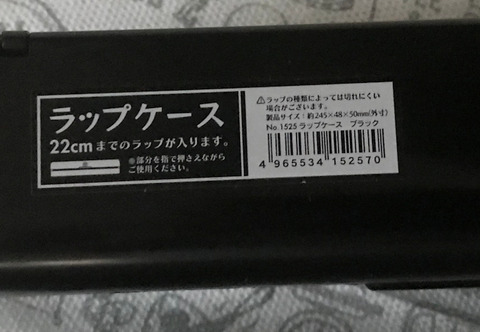 ラップケース
22cmまでのラップが入ります。
※部分を指で押さえながら
ご使用ください。
⚠ラップの種類によっては切れにくい
場合がございます。
製品サイズ：約245×48×50mm(外寸)
No.1525 ラップケース ブラック
4 965534 152570